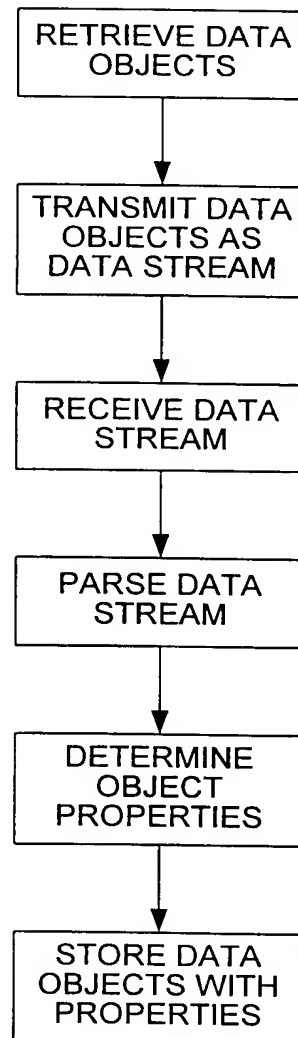 RETRIEVE DATA
OBJECTS
TRANSMIT DATA
OBJECTS AS
DATA STREAM
RECEIVE DATA
STREAM
PARSE DATA
STREAM
DETERMINE
OBJECT
PROPERTIES
STORE DATA
OBJECTS WITH
PROPERTIES